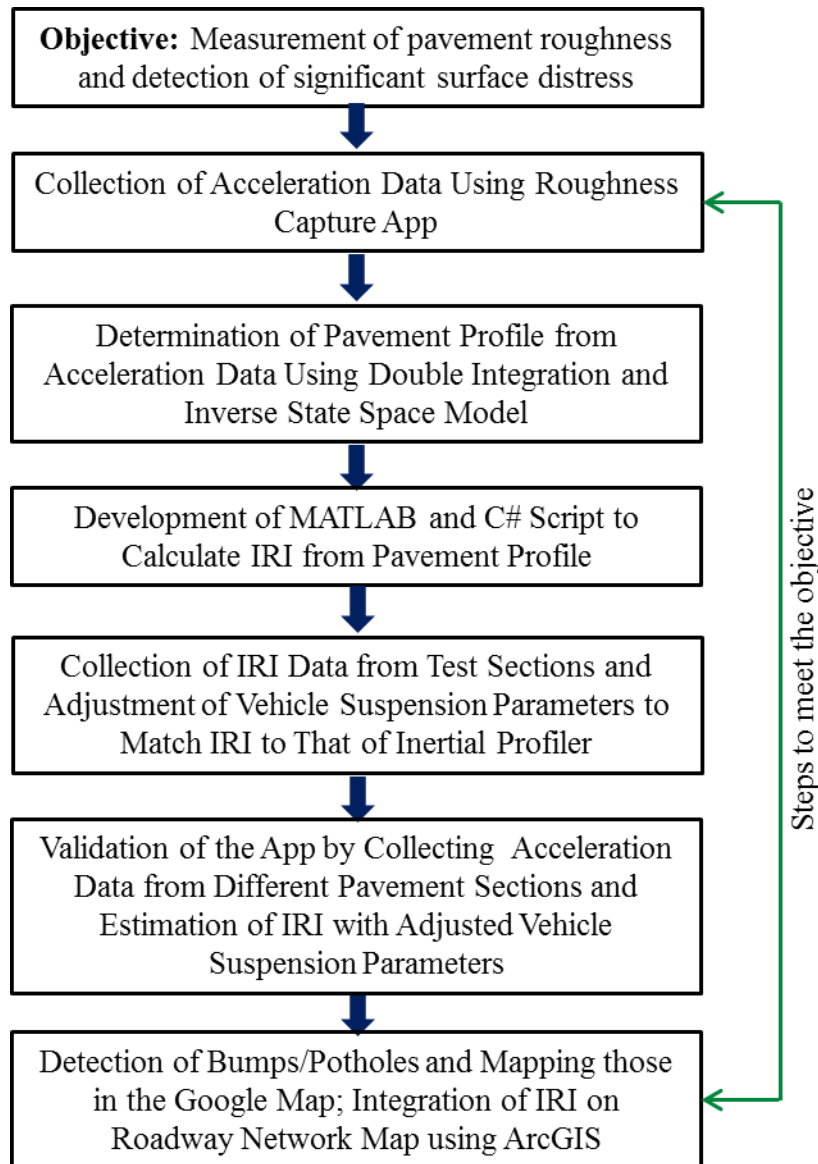 Objective: Measurement of pavement roughness
and detection of significant surface distress
Collection of Acceleration Data Using Roughness
Capture App
Determination of Pavement Profile from
Acceleration Data Using Double Integration and
Inverse State Space Model
Development of MATLAB and C# Script to
Calculate IRI from Pavement Profile
Collection of IRI Data from Test Sections and
Adjustment of Vehicle Suspension Parameters to
Match IRI to That of Inertial Profiler
Validation of the App by Collecting Acceleration
Data from Different Pavement Sections and
Estimation of IRI with Adjusted Vehicle
Suspension Parameters
Detection of Bumps/Potholes and Mapping those
in the Google Map; Integration of IRI on
Roadway Network Map using ArcGIS
Steps to meet the objective